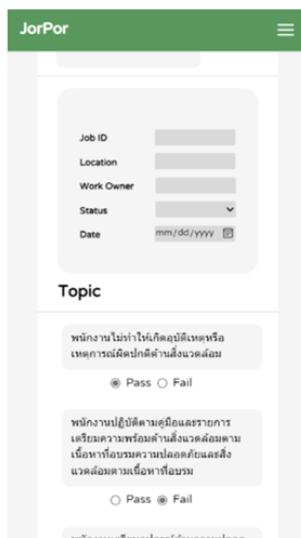 JorPor
Job ID
Location
Work Owner
Status
Date mm/dd/yyyy
Topic
พนักงานไม่ทำให้เกิดอุบัติเหตุหรือ
เหตุการณ์ผิดปกติด้านสิ่งแวดล้อม
Pass Fail
พนักงานปฏิบัติตามคู่มือและรายการ
เตรียมความพร้อมด้านสิ่งแวดล้อมตาม
เนื้อหาที่อบรมความปลอดภัยและสิ่ง
แวดล้อมตามเนื้อหาที่อบรม
Pass Fail